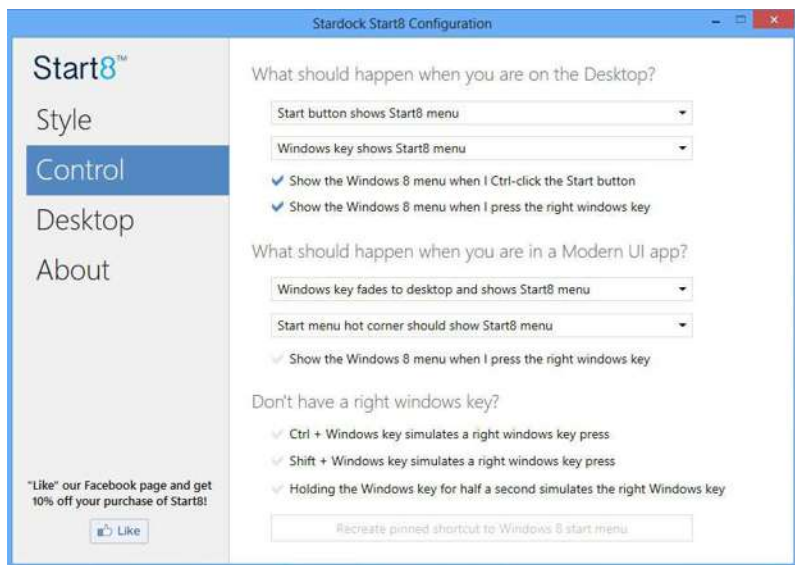 Stardock Start8 Configuration
Start8™
Style
Control
Desktop
About
"Like" our Facebook page and get
10% off your purchase of Start8!
Like
What should happen when you are on the Desktop?
Start button shows Start8 menu
Windows key shows Start8 menu
Show the Windows 8 menu when I Ctrl-click the Start button
Show the Windows 8 menu when I press the right windows key
What should happen when you are in a Modern UI app?
Windows key fades to desktop and shows Start8 menu
Start menu hot corner should show Start8 menu
Show the Windows 8 menu when I press the right windows key
Don't have a right windows key?
Ctrl + Windows key simulates a right windows key press
Shift + Windows key simulates a right windows key press
Holding the Windows key for half a second simulates the right Windows key
Recreate pinned shortcut to Windows 8 start menu